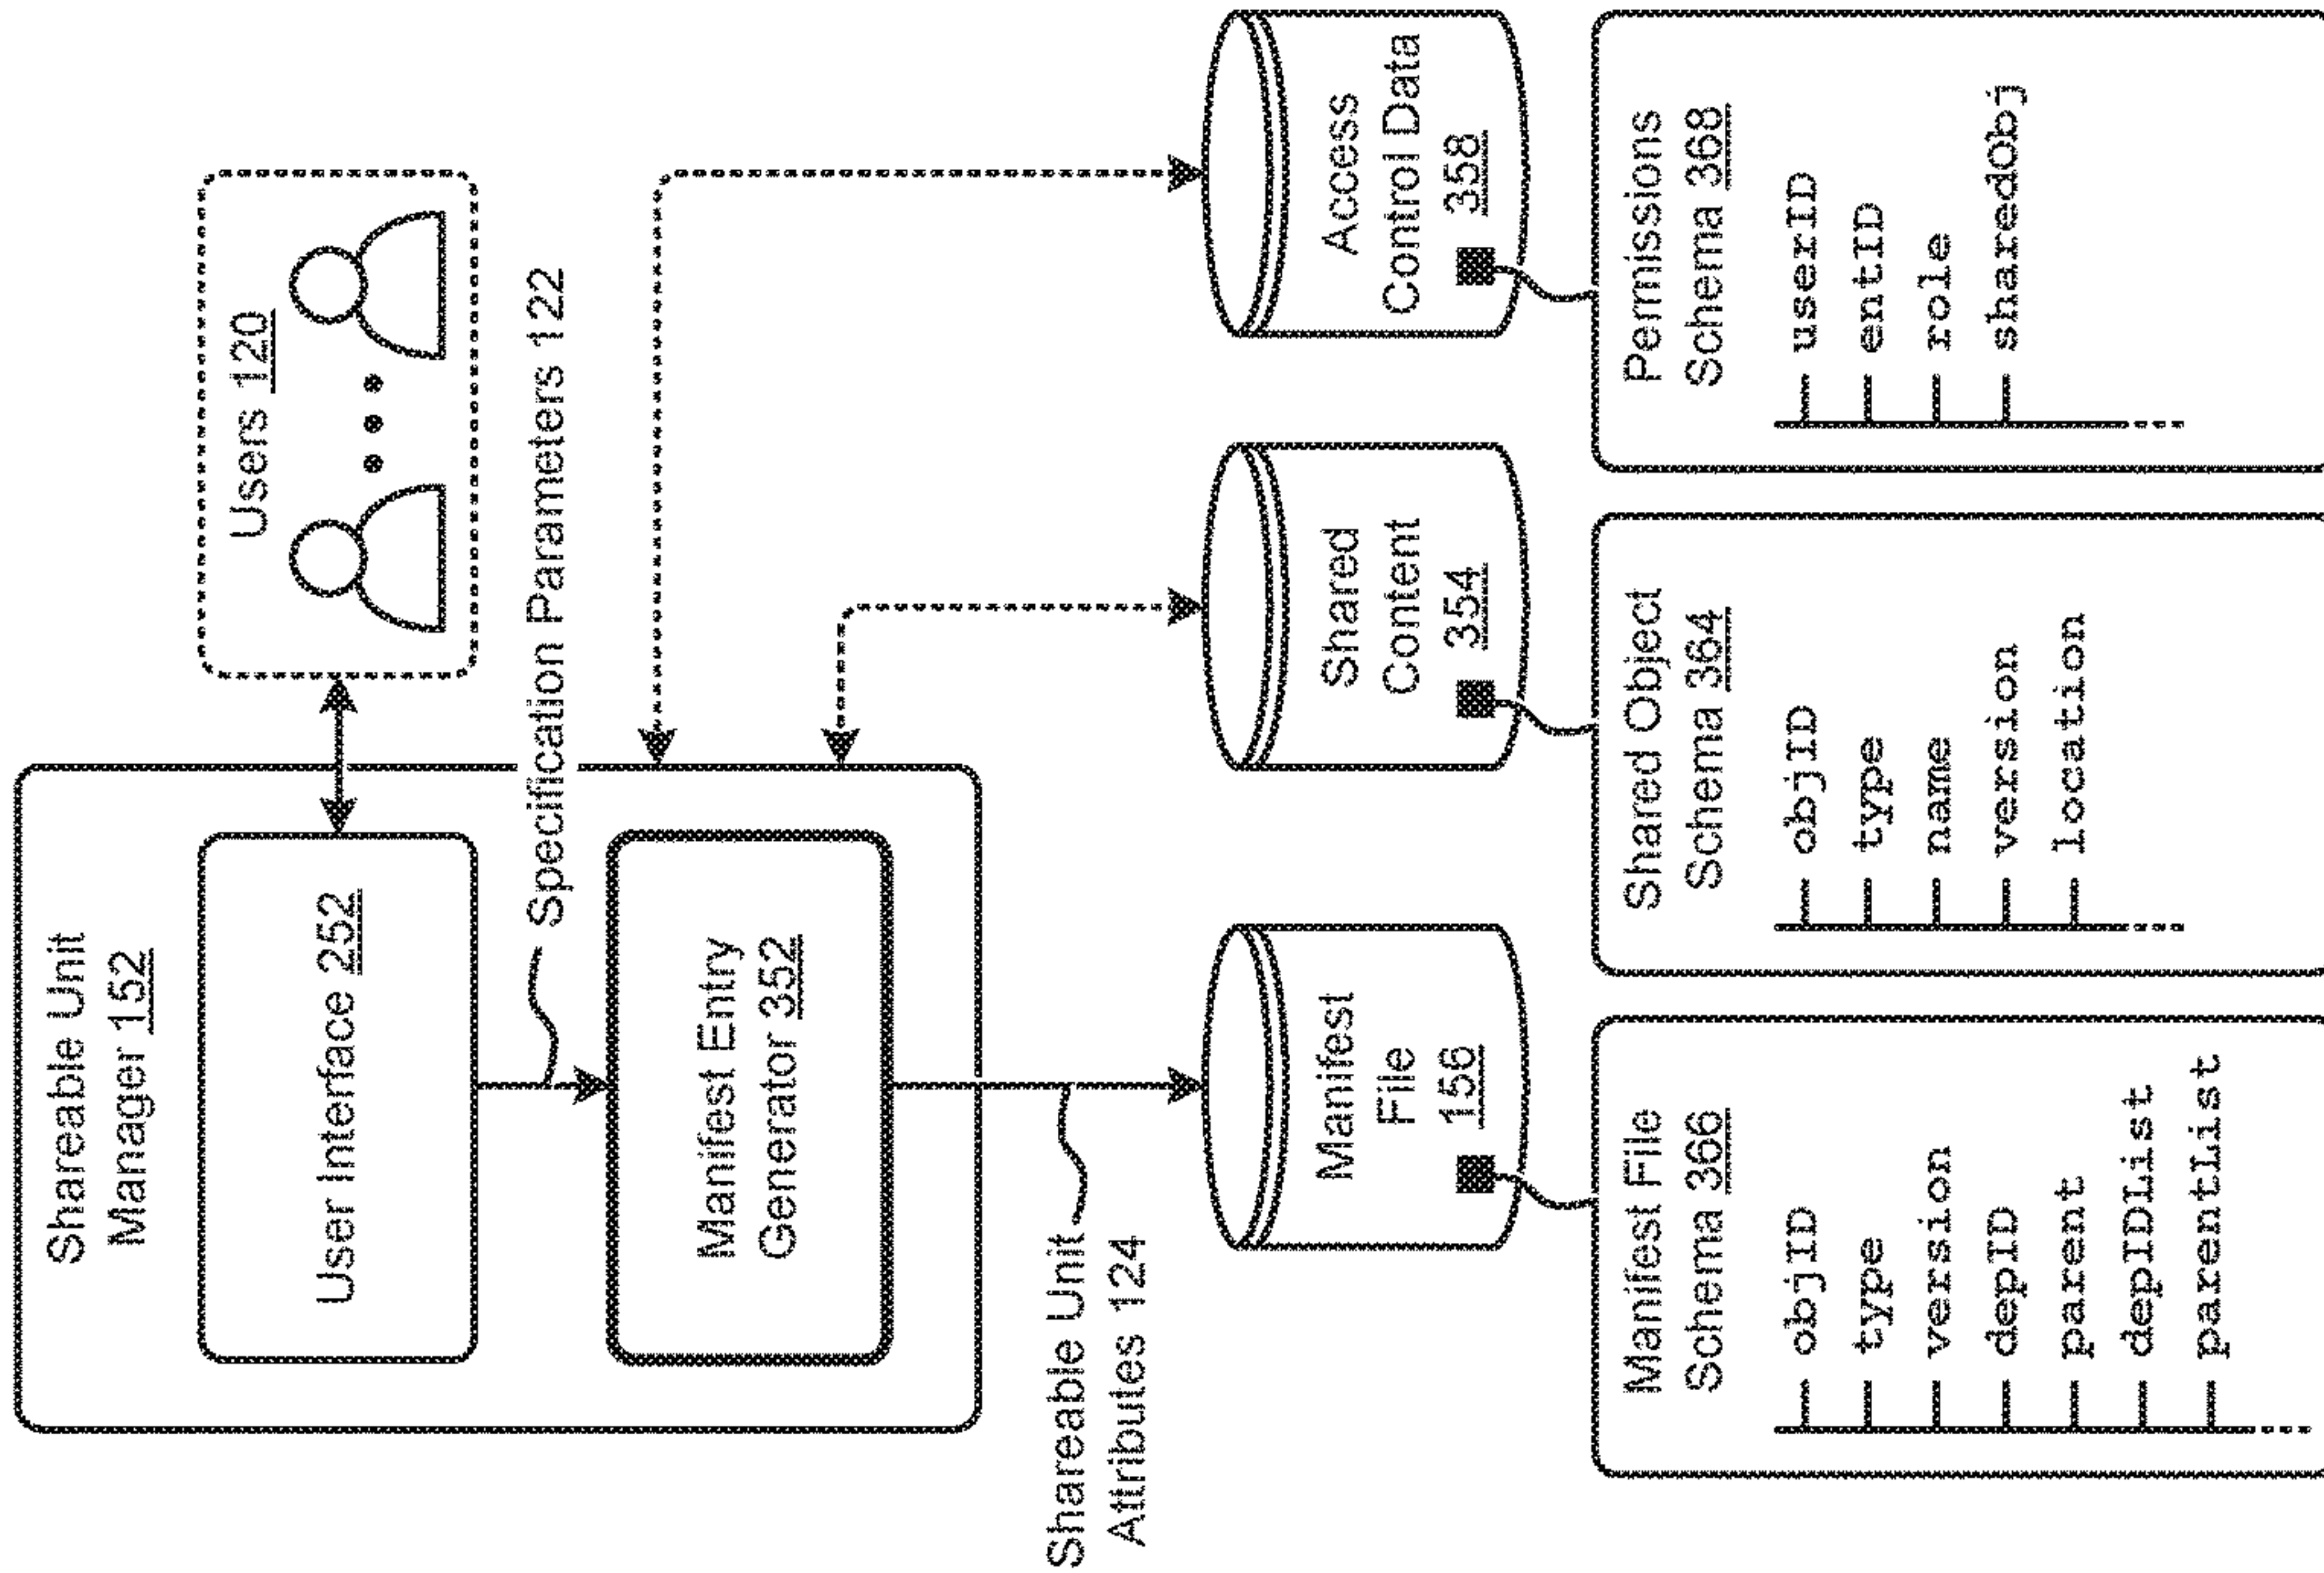 Shareable Unit
Manager 152
User Interface 252
Users 120
Specification Parameters 122
Manifest Entry
Generator 352
Shareable Unit
Attributes 124
Manifest
File
156
Shared
Content
354
Access
Control Data
358
Manifest File
Schema 366
objID
type
version
depID
parent
depIDList
parentList
Shared Object
Schema 364
objID
type
name
version
location
Permissions
Schema 368
userID
entID
role
sharedObj